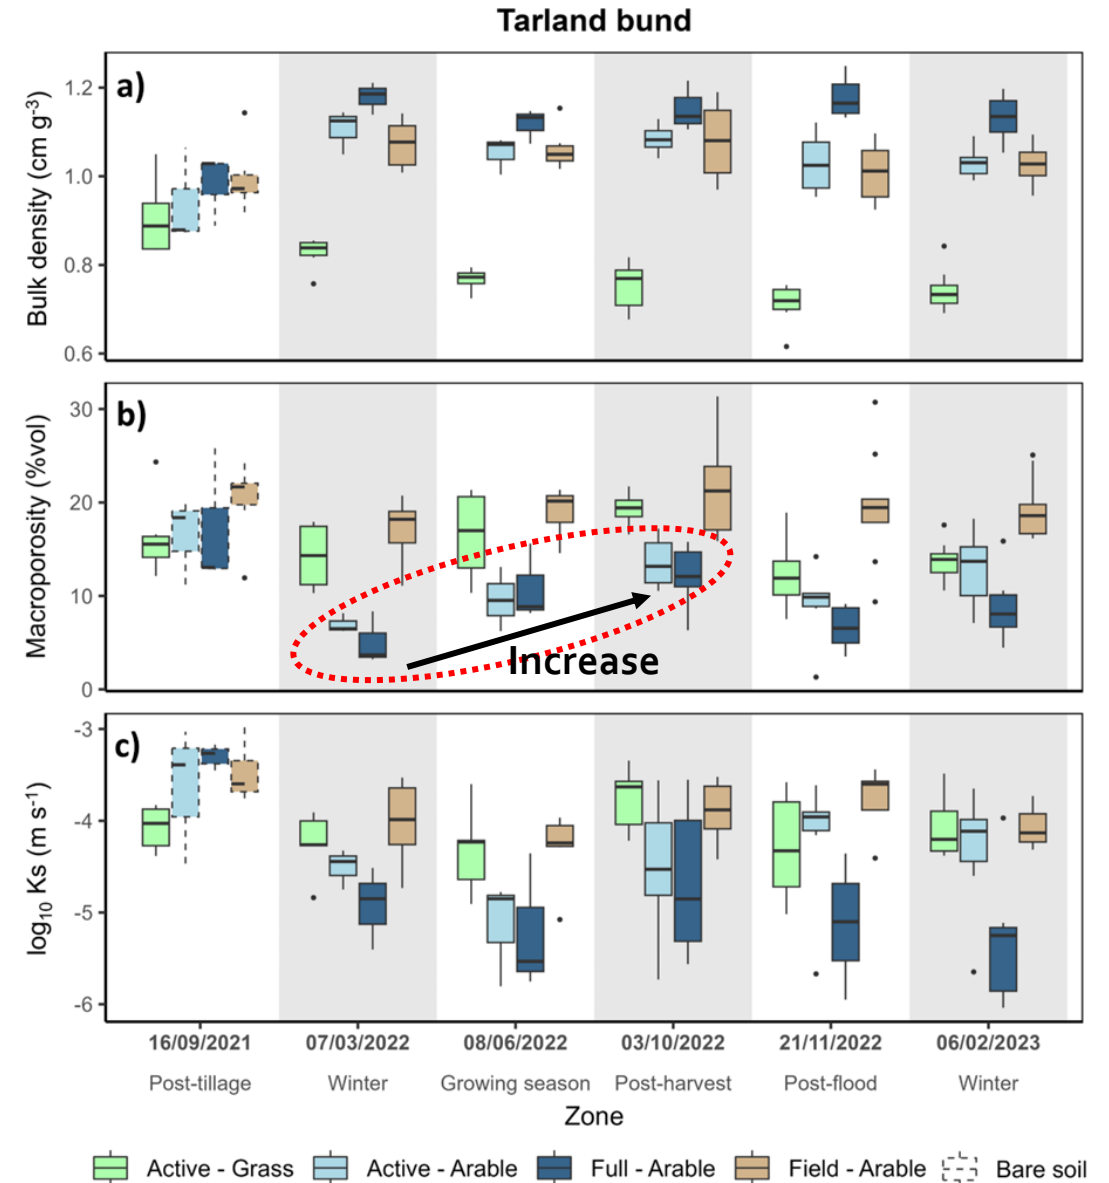 Tarland bund
a)
Bulk density (cm g-3)
1.2
1.0
0.8
0.6
b)
Macroporosity (%vol)
30
20
10
0
Increase
c)
log10 Ks (m s-1)
-3
-4
-5
-6
16/09/2021 07/03/2022 08/06/2022 03/10/2022 21/11/2022 06/02/2023
Post-tillage Winter Growing season Post-harvest Post-flood Winter
Zone
Active - Grass Active - Arable Full - Arable Field - Arable Bare soil